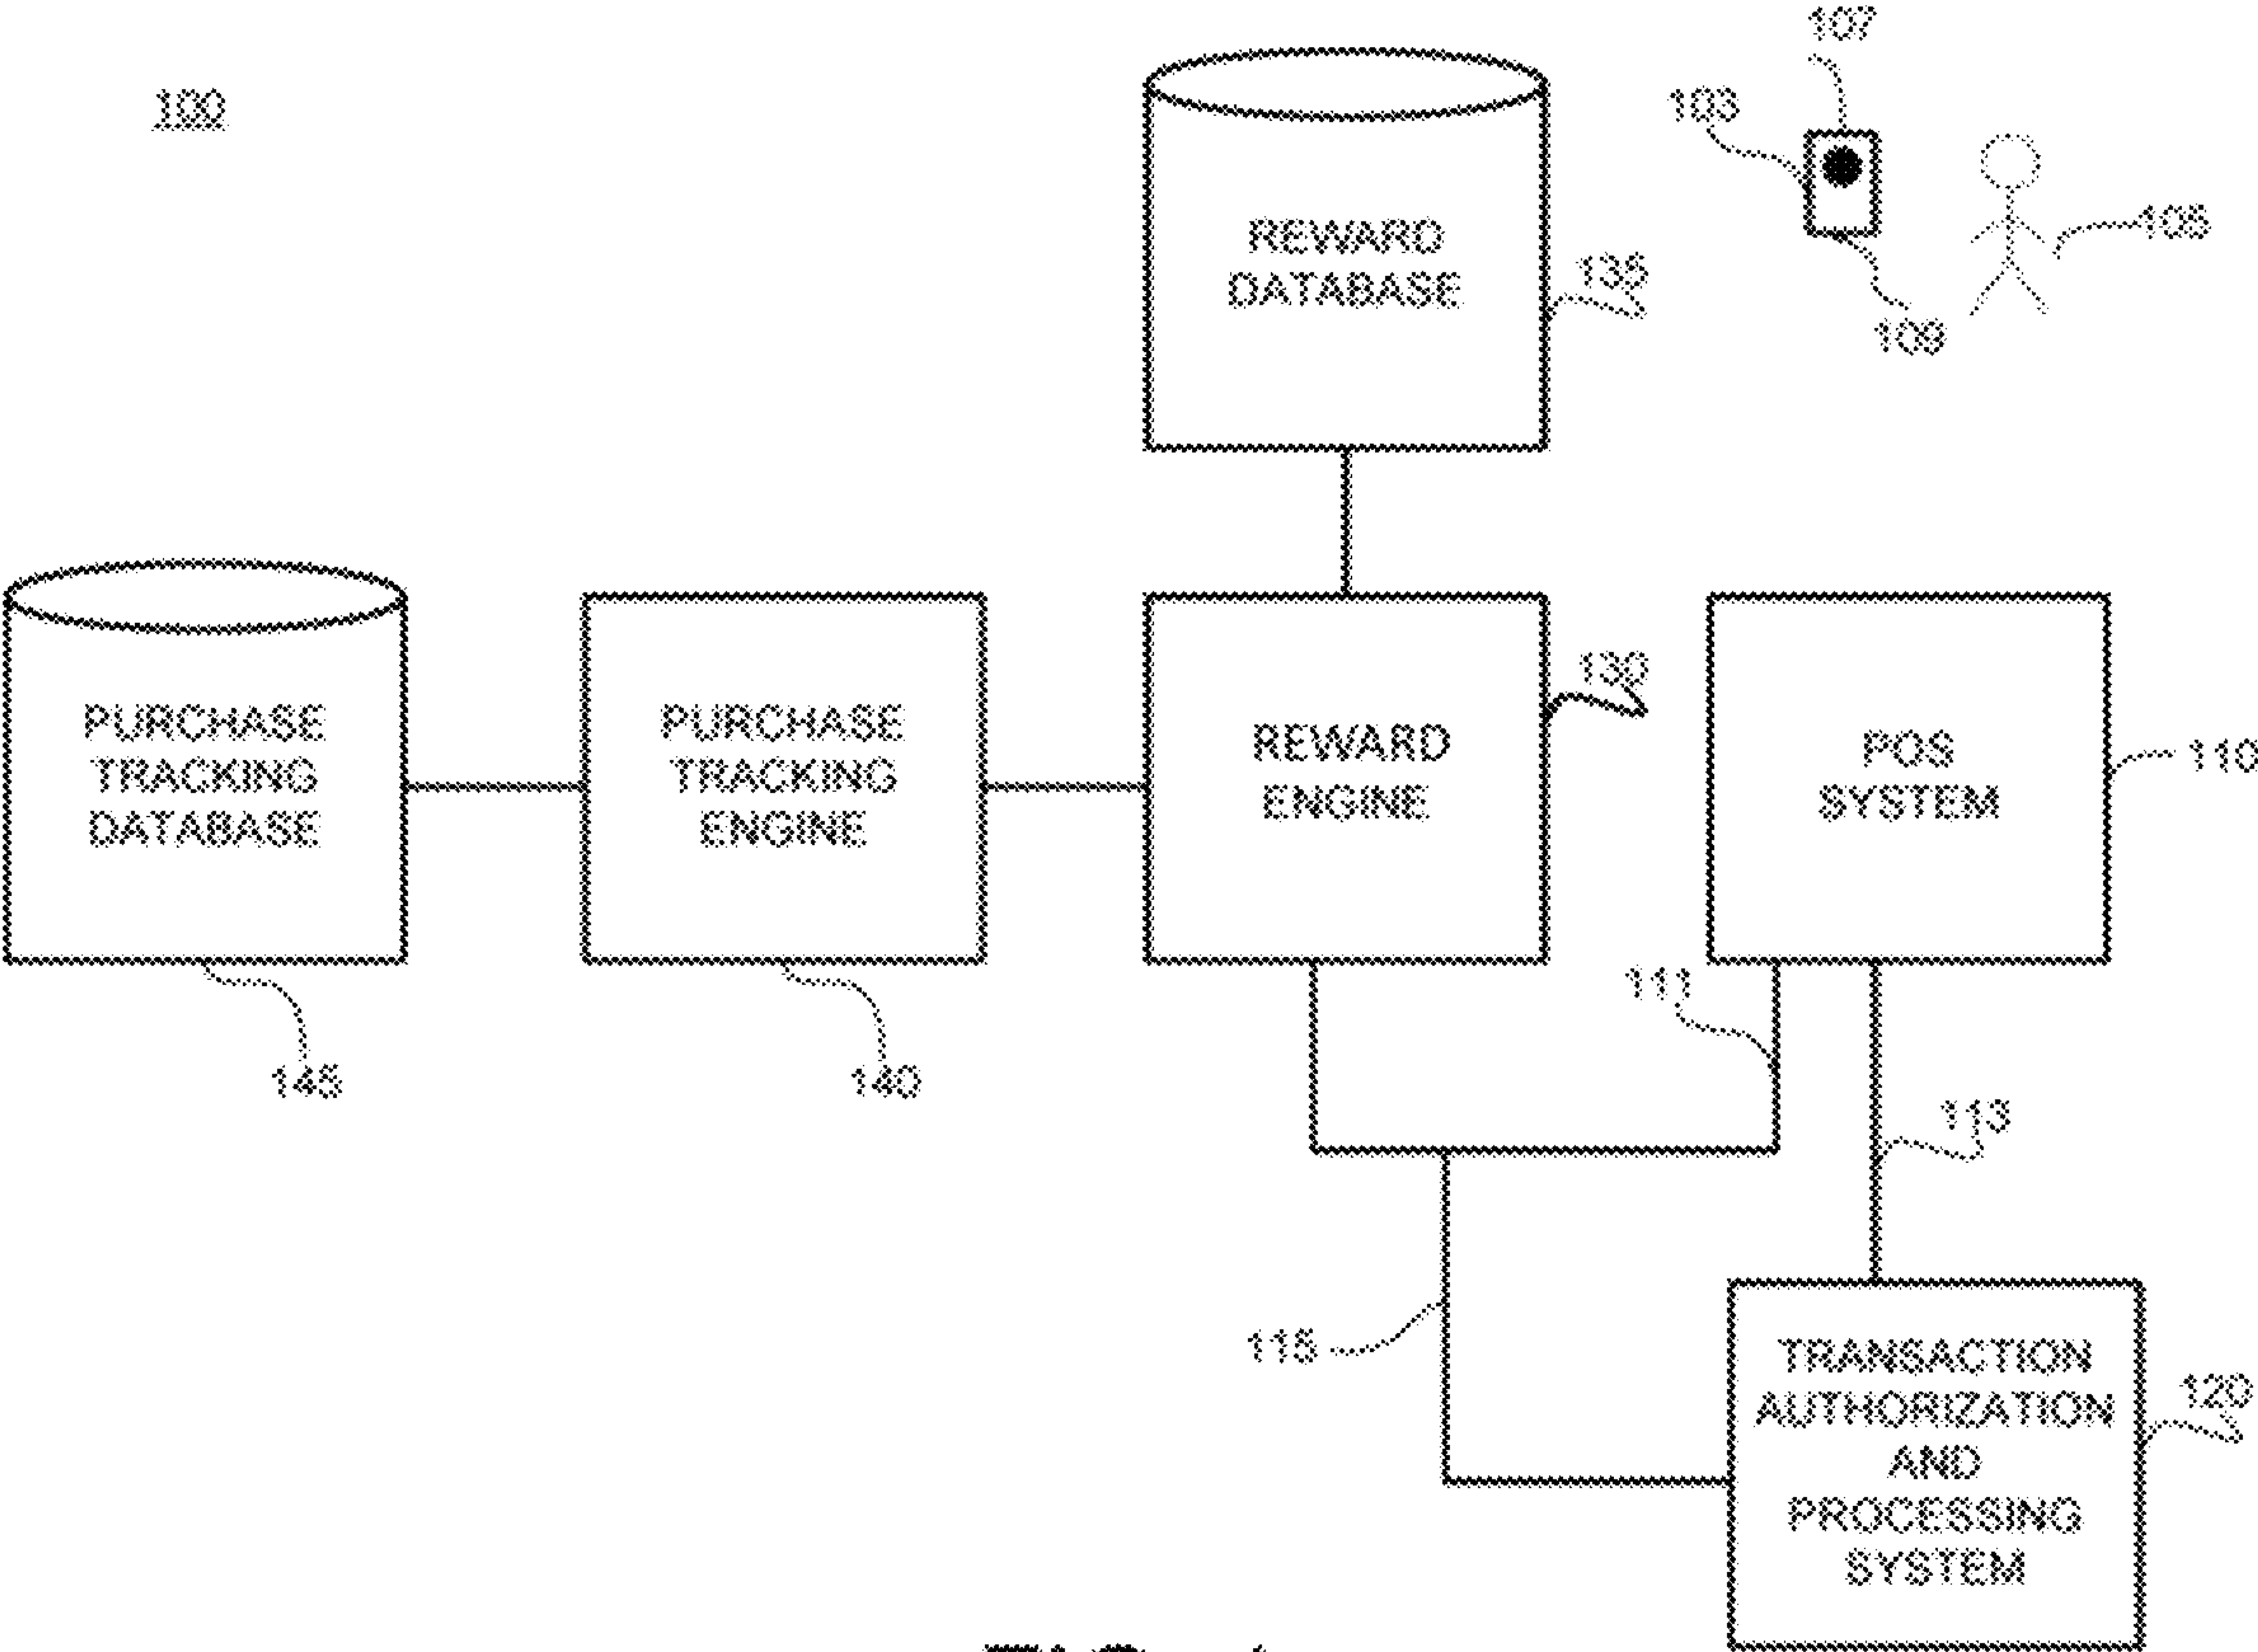 100
107
103
105
109
REWARD
DATABASE
135
PURCHASE
TRACKING
DATABASE
145
PURCHASE
TRACKING
ENGINE
140
REWARD
ENGINE
130
POS
SYSTEM
110
111
113
115
TRANSACTION
AUTHORIZATION
AND
PROCESSING
SYSTEM
120